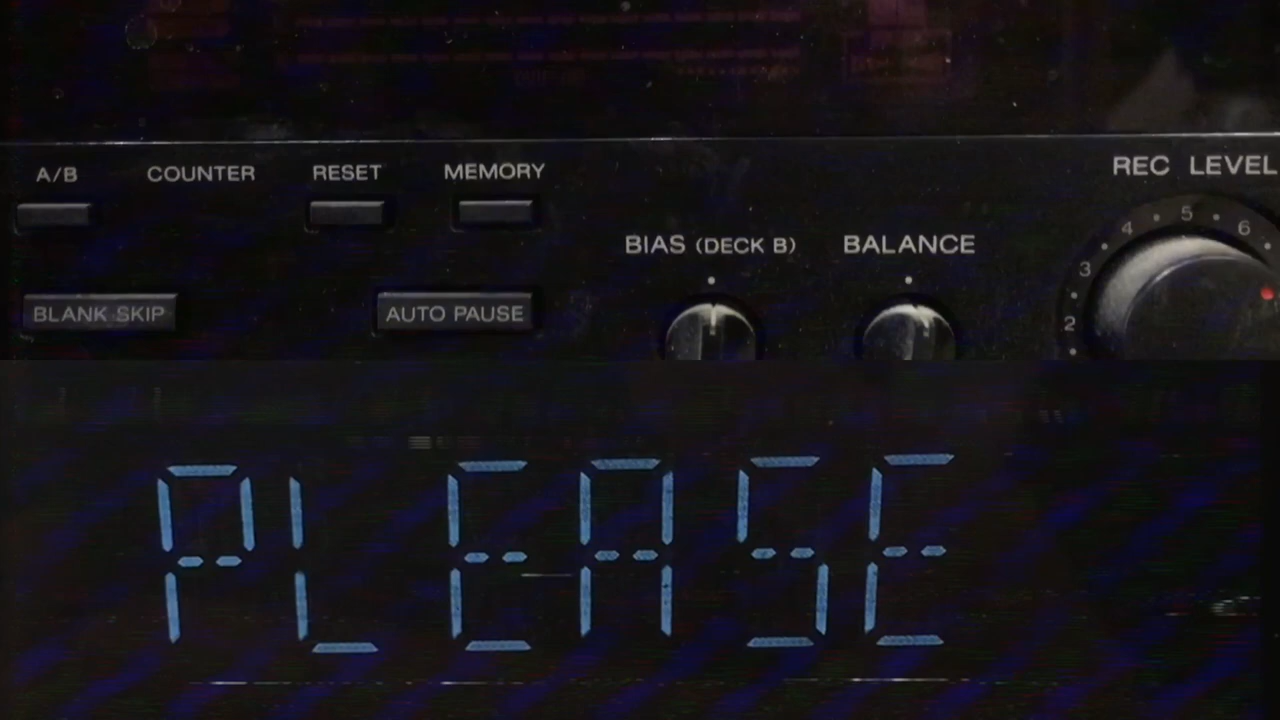 A/B COUNTER RESET MEMORY
REC LEVEL
BIAS (DECK B) BALANCE
2 3 4 5 6
BLANK SKIP AUTO PAUSE
PLEASE